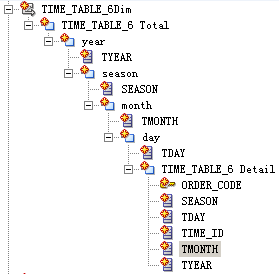 TIME_TABLE_6Dim
TIME_TABLE_6 Total
year
TYEAR
season
SEASON
month
TMONTH
day
TDAY
TIME_TABLE_6 Detail
ORDER_CODE
SEASON
TDAY
TIME_ID
TMONTH
TYEAR